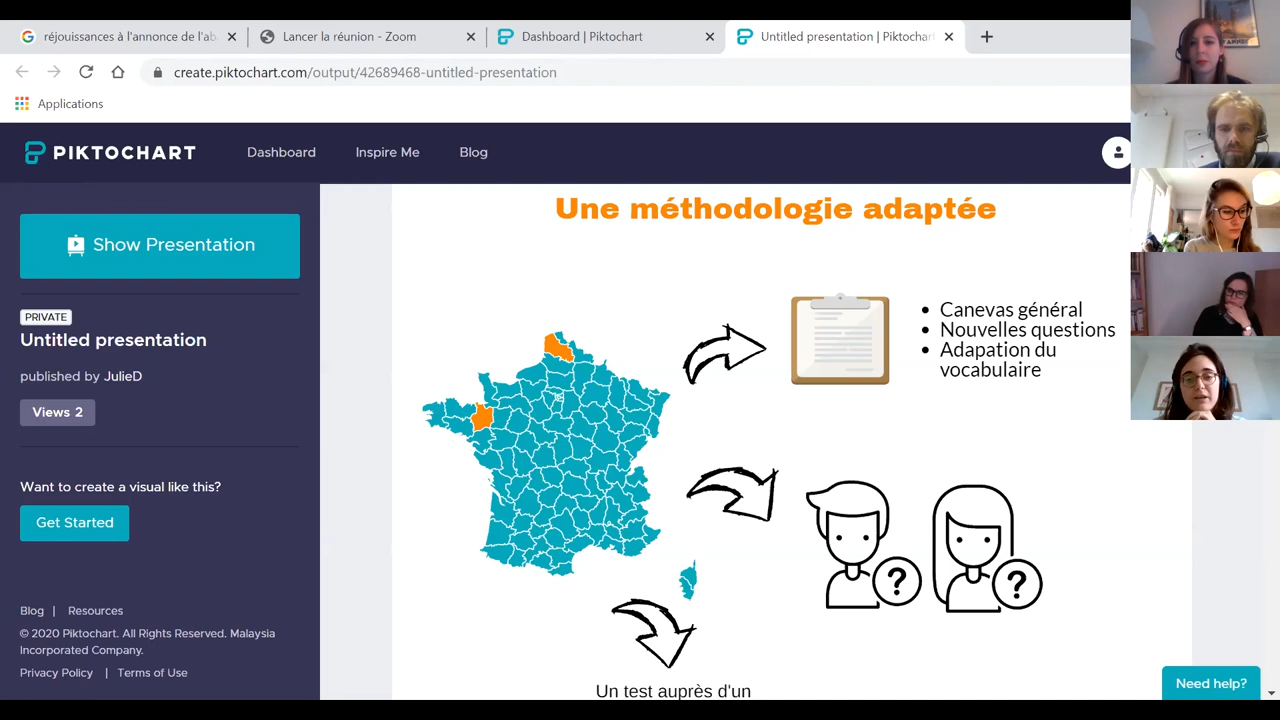 réjouissances à l'annonce de l'ab
Lancer la réunion - Zoom
Dashboard | Piktochart
Untitled presentation | Piktochart
create.piktochart.com/output/42689468-untitled-presentation
Applications
PIKTOCHART
Dashboard
Inspire Me
Blog
Show Presentation
PRIVATE
Untitled presentation
published by JulieD
Views 2
Want to create a visual like this?
Get Started
Blog | Resources
© 2020 Piktochart. All Rights Reserved. Malaysia
Incorporated Company.
Privacy Policy | Terms of Use
Une méthodologie adaptée
• Canevas général
• Nouvelles questions
• Adapation du
vocabulaire
?
?
Un test auprès d'un
Need help?